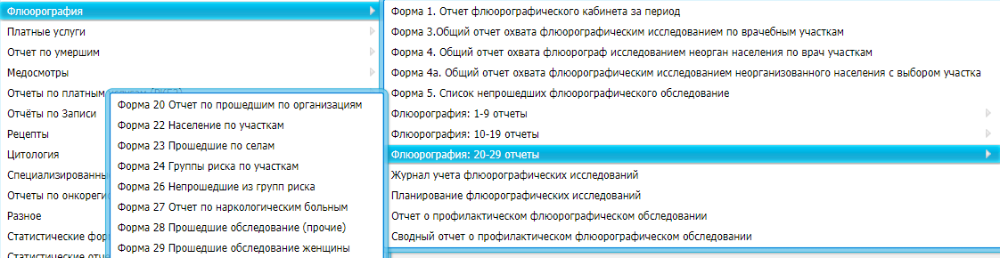 Флюорография
Платные услуги
Отчет по умершим
Медосмотры
Отчеты по платным услугам (РКБ2)
Отчёты по Записи
Рецепты
Цитология
Специализированны
Отчеты по онкорегис
Разное
Статистические фор
Статистические отч
Форма 20 Отчет по прошедшим по организациям
Форма 22 Население по участкам
Форма 23 Прошедшие по селам
Форма 24 Группы риска по участкам
Форма 26 Непрошедшие из групп риска
Форма 27 Отчет по наркологическим больным
Форма 28 Прошедшие обследование (прочие)
Форма 29 Прошедшие обследование женщины
Форма 1. Отчет флюорографического кабинета за период
Форма 3.Общий отчет охвата флюорографическим исследованием по врачебным участкам
Форма 4. Общий отчет охвата флюорограф исследованием неорган населения по врач участкам
Форма 4а. Общий отчет охвата флюорографическим исследованием неорганизованного населения с выбором участка
Форма 5. Список непрошедших флюорографического обследование
Флюорография: 1-9 отчеты
Флюорография: 10-19 отчеты
Флюорография: 20-29 отчеты
Журнал учета флюорографических исследований
Планирование флюорографических исследований
Отчет о профилактическом флюорографическом обследовании
Сводный отчет о профилактическом флюорографическом обследовании